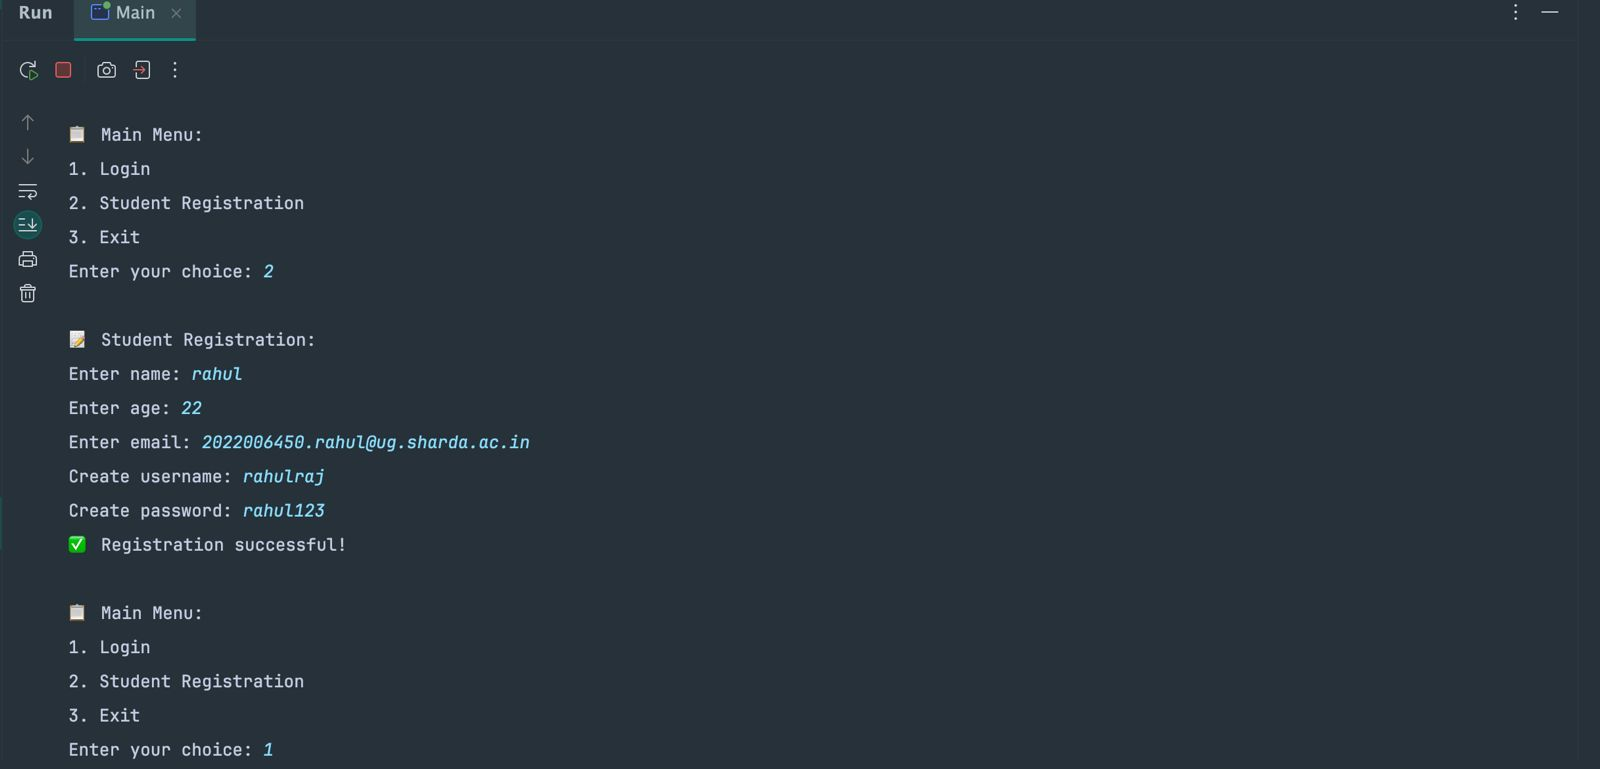 Run Main
📋 Main Menu:
1. Login
2. Student Registration
3. Exit
Enter your choice: 2
📝 Student Registration:
Enter name: rahul
Enter age: 22
Enter email: 2022006450.rahul@ug.sharda.ac.in
Create username: rahulraj
Create password: rahul123
✅ Registration successful!
📋 Main Menu:
1. Login
2. Student Registration
3. Exit
Enter your choice: 1